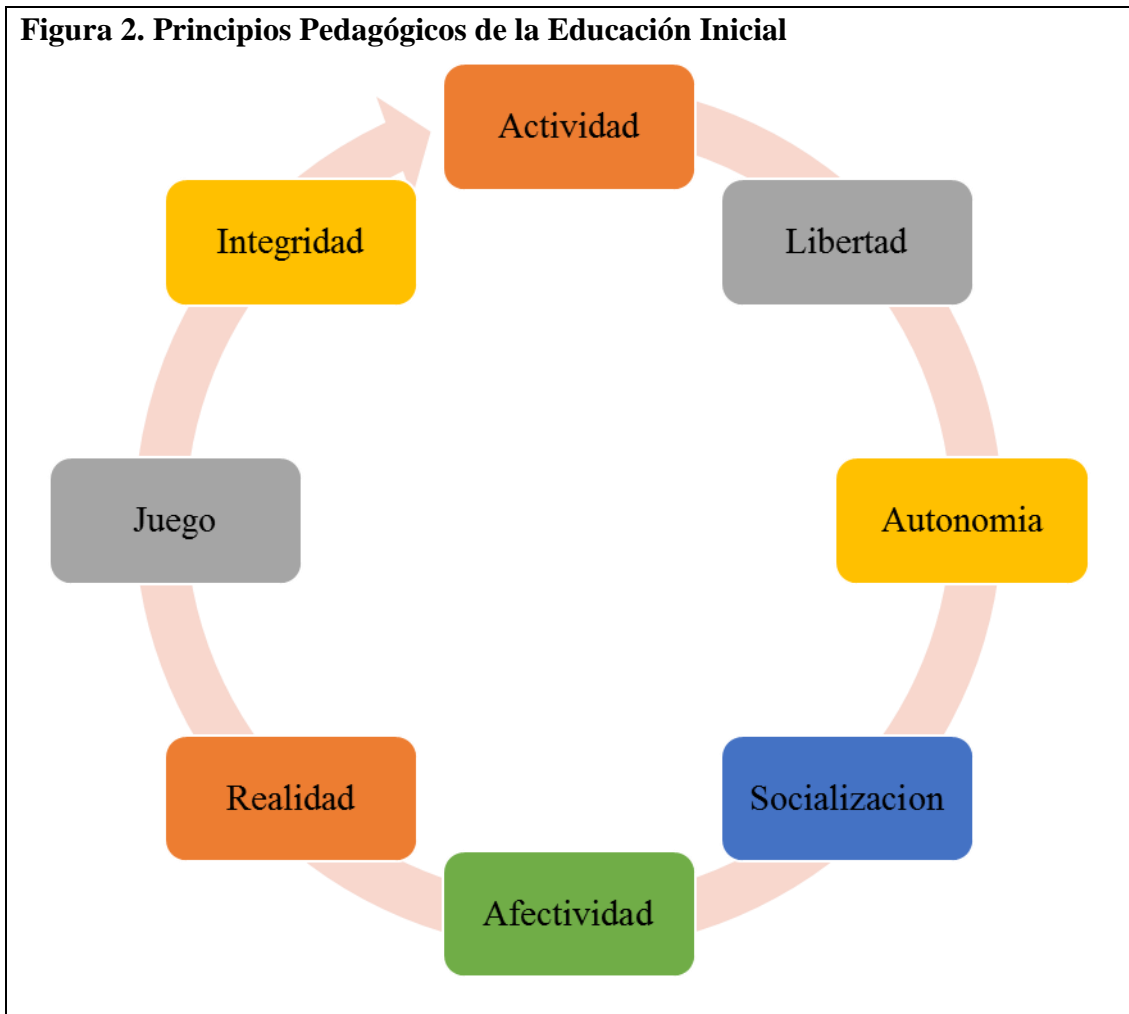 Figura 2. Principios Pedagógicos de la Educación Inicial
Actividad
Libertad
Autonomia
Socializacion
Afectividad
Realidad
Juego
Integridad